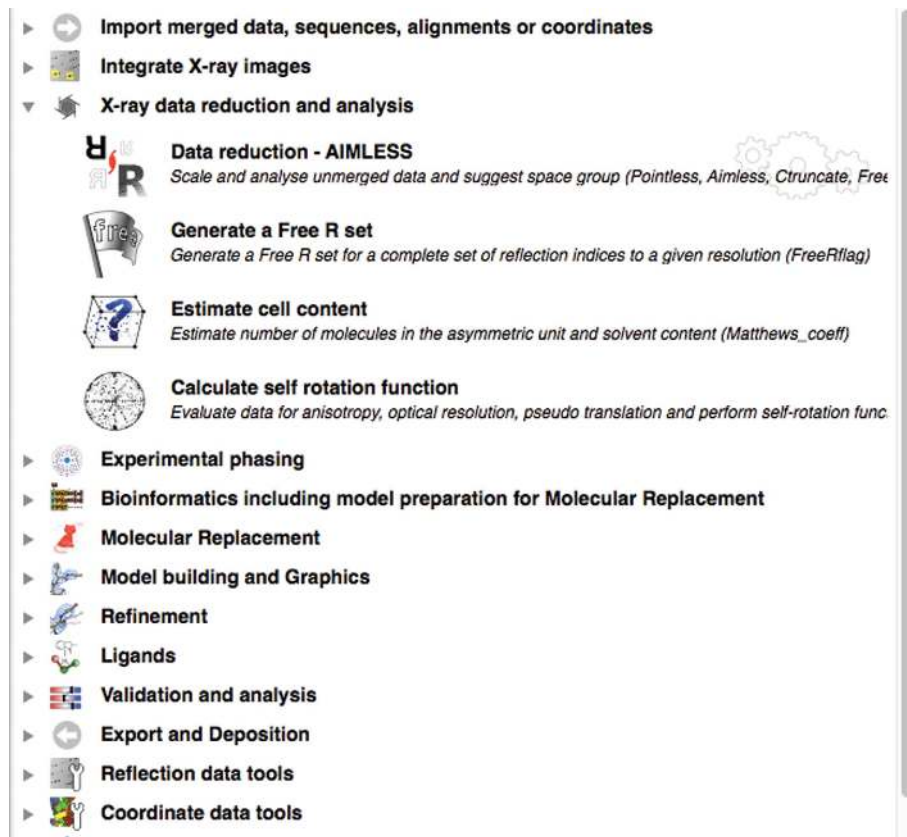 Import merged data, sequences, alignments or coordinates
Integrate X-ray images
X-ray data reduction and analysis
Data reduction - AIMLESS
Scale and analyse unmerged data and suggest space group (Pointless, Aimless, Ctruncate, Free
Generate a Free R set
Generate a Free R set for a complete set of reflection indices to a given resolution (FreeRflag)
Estimate cell content
Estimate number of molecules in the asymmetric unit and solvent content (Matthews_coeff)
Calculate self rotation function
Evaluate data for anisotropy, optical resolution, pseudo translation and perform self-rotation func.
Experimental phasing
Bioinformatics including model preparation for Molecular Replacement
Molecular Replacement
Model building and Graphics
Refinement
Ligands
Validation and analysis
Export and Deposition
Reflection data tools
Coordinate data tools